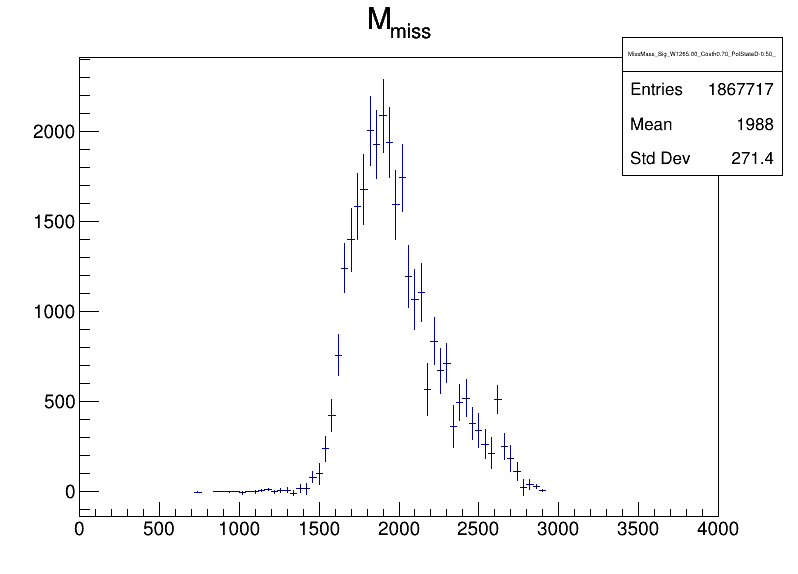 M_miss
MissMass_Sig_W1265.00_Costh0.70_PolStateD-0.50_
Entries 1867717
Mean 1988
Std Dev 271.4
2000
1500
1000
500
0
0 500 1000 1500 2000 2500 3000 3500 4000